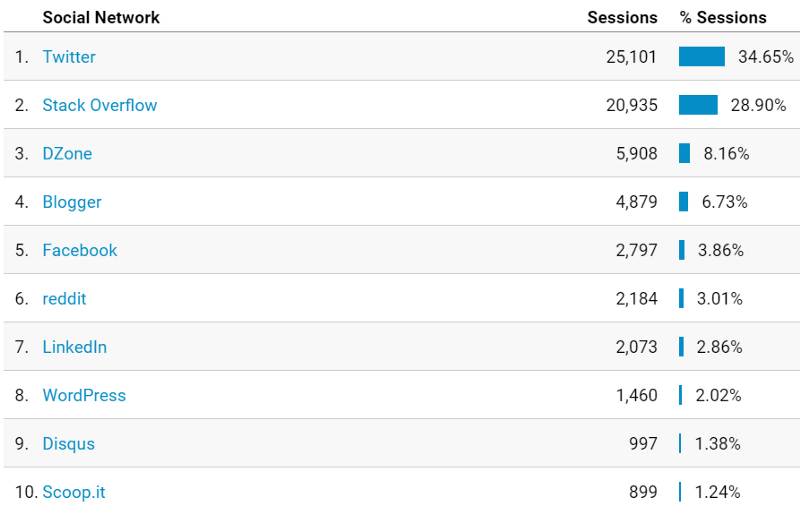 Social Network Sessions % Sessions
1. Twitter 25,101 34.65%
2. Stack Overflow 20,935 28.90%
3. DZone 5,908 8.16%
4. Blogger 4,879 6.73%
5. Facebook 2,797 3.86%
6. reddit 2,184 3.01%
7. LinkedIn 2,073 2.86%
8. WordPress 1,460 2.02%
9. Disqus 997 1.38%
10. Scoop.it 899 1.24%